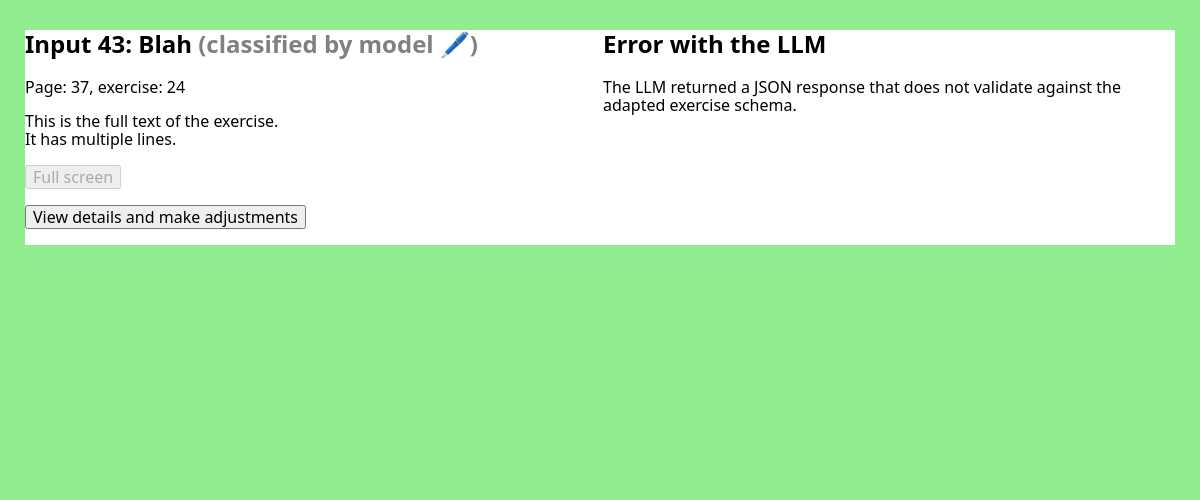 Input 43: Blah (classified by model 🖊️)
Page: 37, exercise: 24
This is the full text of the exercise.
It has multiple lines.
Full screen
View details and make adjustments
Error with the LLM
The LLM returned a JSON response that does not validate against the
adapted exercise schema.